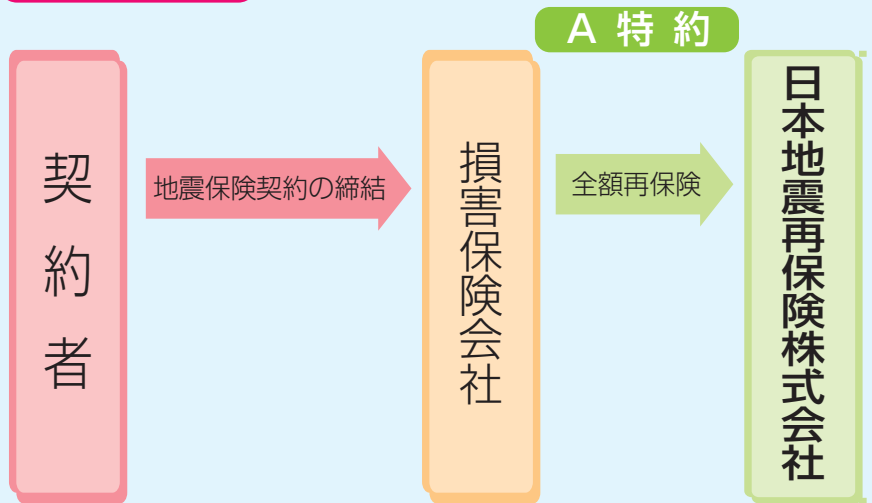 A 特 約
契約者
地震保険契約の締結
損害保険会社
全額再保険
日本地震再保険株式会社